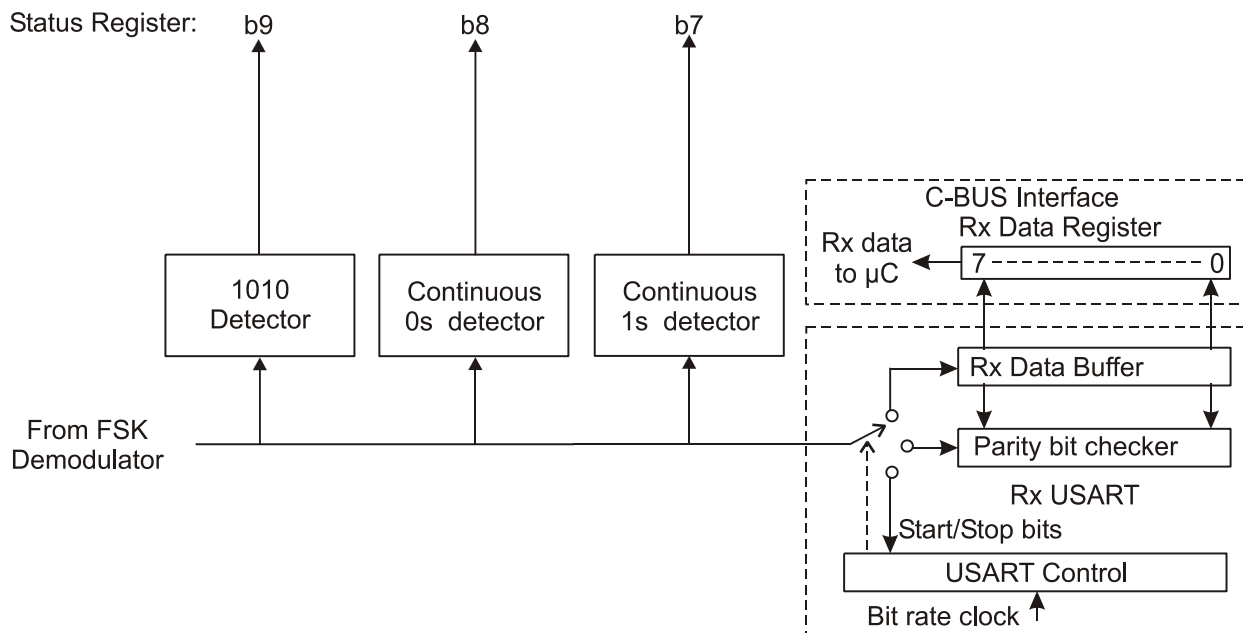 Status Register: b9 b8 b7
C-BUS Interface
Rx Data Register
Rx data
to µC
7 0
1010
Detector
Continuous
0s detector
Continuous
1s detector
Rx Data Buffer
From FSK
Demodulator
Parity bit checker
Rx USART
Start/Stop bits
USART Control
Bit rate clock